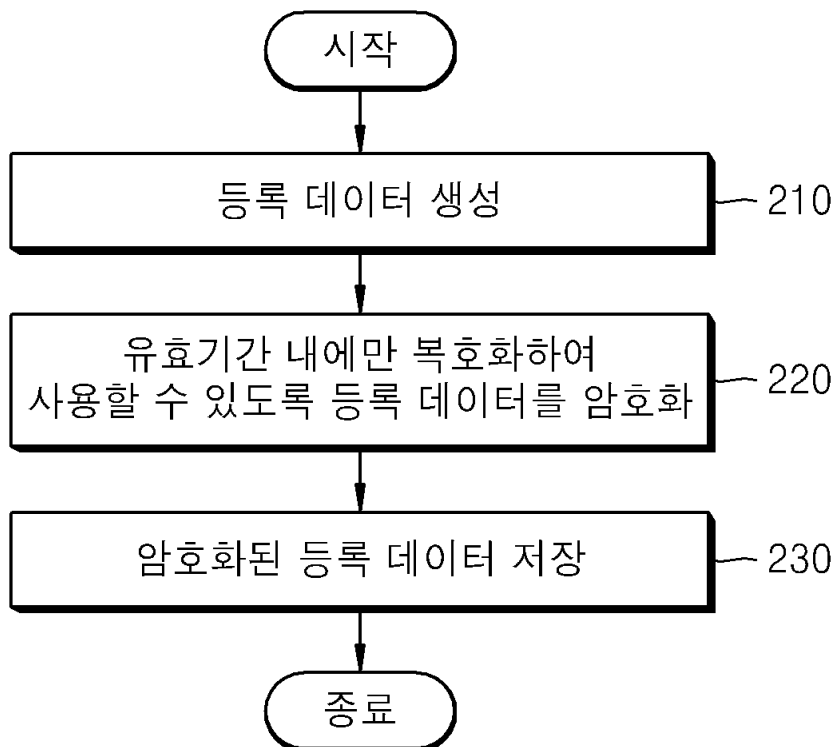 시작
등록 데이터 생성
210
유효기간 내에만 복호화하여
사용할 수 있도록 등록 데이터를 암호화
220
암호화된 등록 데이터 저장
230
종료